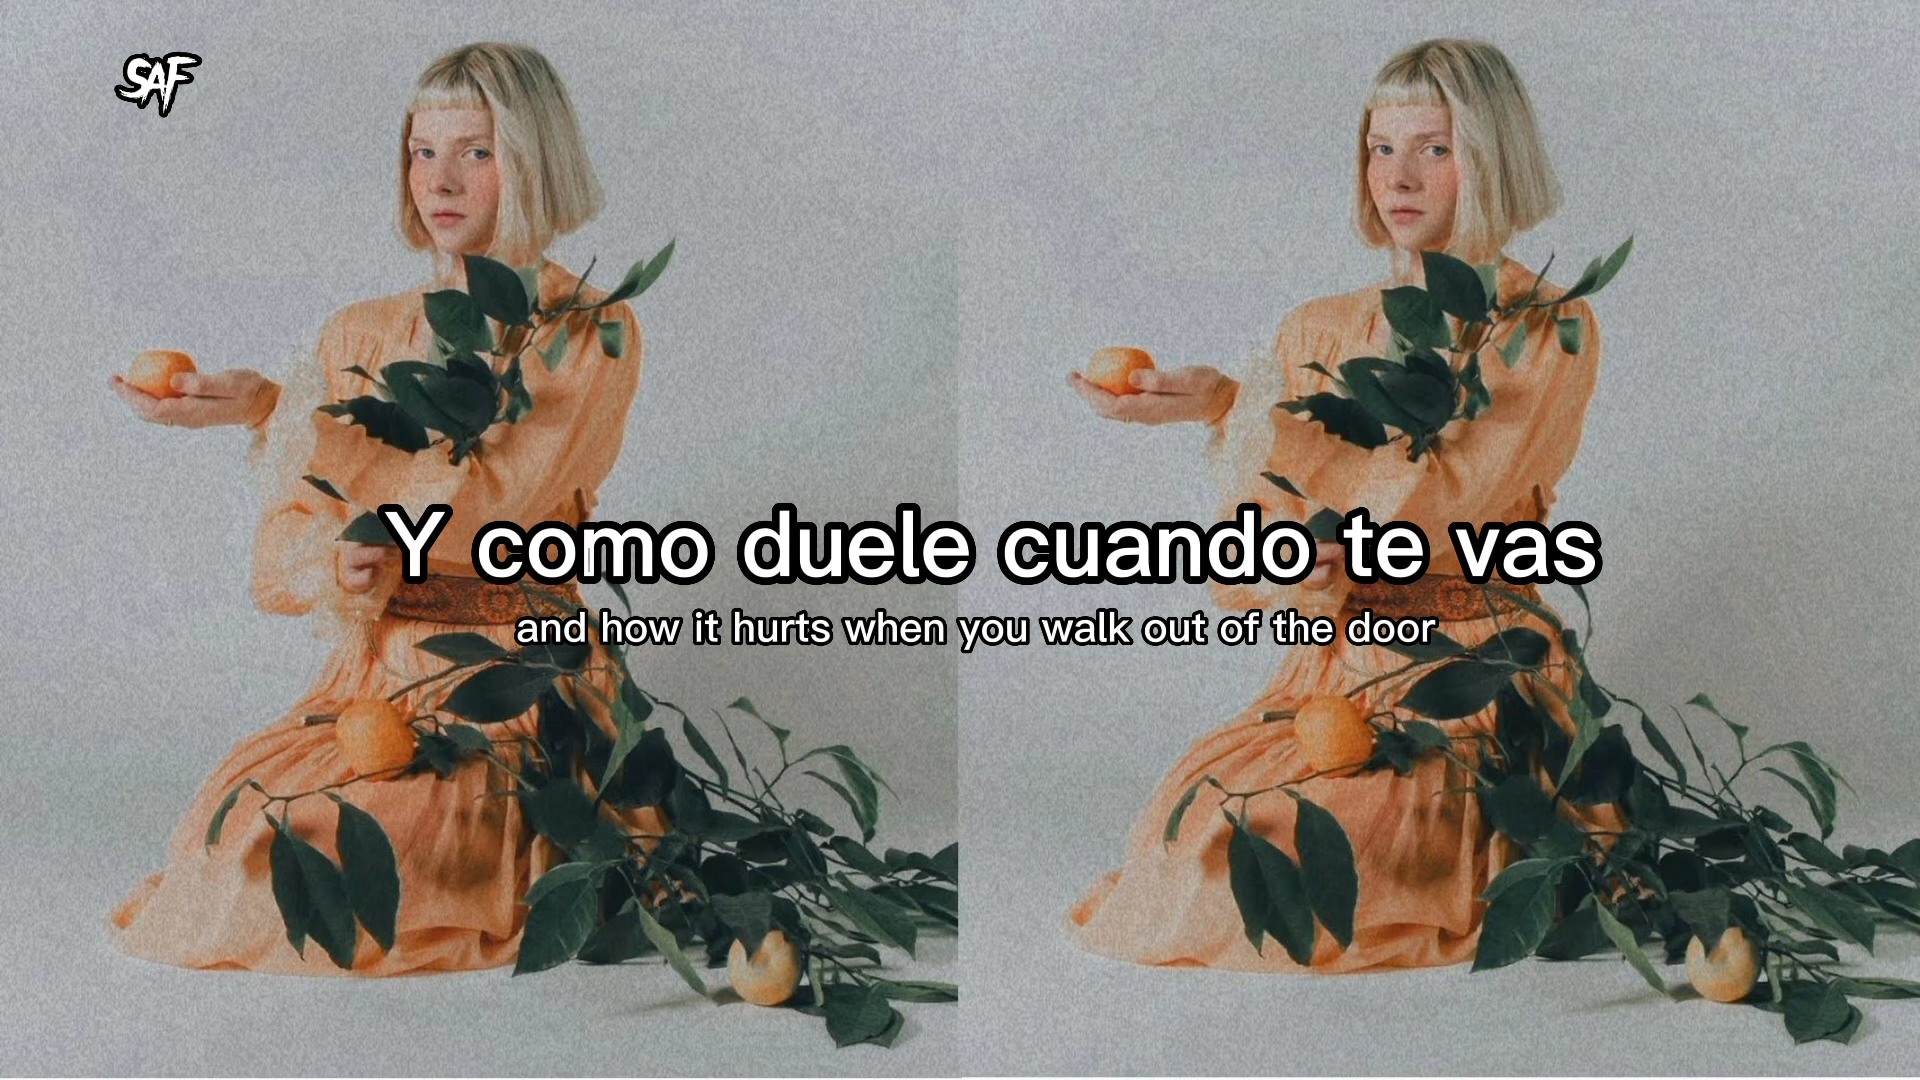 SAF
Y como duele cuando te vas
and how it hurts when you walk out of the door